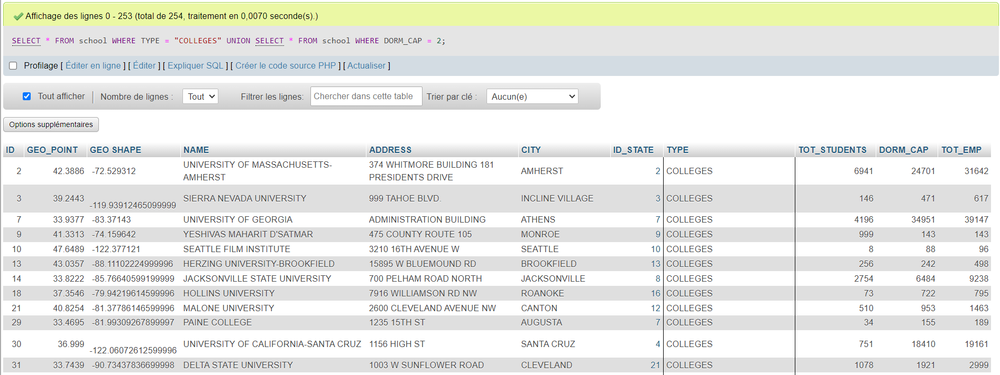 Affichage des lignes 0 - 253 (total de 254, traitement en 0,0070 seconde(s).)
SELECT * FROM school WHERE TYPE = "COLLEGES" UNION SELECT * FROM school WHERE DORM_CAP = 2;
Profilage [ Éditer en ligne ] [ Éditer ] [ Expliquer SQL ] [ Créer le code source PHP ] [ Actualiser ]
Tout afficher | Nombre de lignes : Tout Filtrer les lignes: Chercher dans cette table Trier par clé : Aucun(e)
Options supplémentaires
ID GEO_POINT GEO SHAPE NAME ADDRESS CITY ID_STATE TYPE TOT_STUDENTS DORM_CAP TOT_EMP
2 42.3886 -72.529312 UNIVERSITY OF MASSACHUSETTS-AMHERST 374 WHITMORE BUILDING 181 PRESIDENTS DRIVE AMHERST 2 COLLEGES 6941 24701 31642
3 39.2443 -119.93912465099999 SIERRA NEVADA UNIVERSITY 999 TAHOE BLVD. INCLINE VILLAGE 3 COLLEGES 146 471 617
7 33.9377 -83.37143 UNIVERSITY OF GEORGIA ADMINISTRATION BUILDING ATHENS 7 COLLEGES 4196 34951 39147
9 41.3313 -74.159642 YESHIVAS MAHARIT D'SATMAR 475 COUNTY ROUTE 105 MONROE 9 COLLEGES 999 143 143
10 47.6489 -122.377121 SEATTLE FILM INSTITUTE 3210 16TH AVENUE W SEATTLE 10 COLLEGES 8 88 96
13 43.0357 -88.11102224999996 HERZING UNIVERSITY-BROOKFIELD 15895 W BLUEMOUND RD BROOKFIELD 13 COLLEGES 256 242 498
14 33.8222 -85.76640599199999 JACKSONVILLE STATE UNIVERSITY 700 PELHAM ROAD NORTH JACKSONVILLE 8 COLLEGES 2754 6484 9238
18 37.3546 -79.94219614599996 HOLLINS UNIVERSITY 7916 WILLIAMSON RD NW ROANOKE 16 COLLEGES 73 722 795
21 40.8254 -81.37786146599996 MALONE UNIVERSITY 2600 CLEVELAND AVENUE NW CANTON 12 COLLEGES 510 953 1463
29 33.4695 -81.99309267899997 PAINE COLLEGE 1235 15TH ST AUGUSTA 7 COLLEGES 34 155 189
30 36.999 -122.06072612599996 UNIVERSITY OF CALIFORNIA-SANTA CRUZ 1156 HIGH ST SANTA CRUZ 4 COLLEGES 751 18410 19161
31 33.7439 -90.73437836699998 DELTA STATE UNIVERSITY 1003 W SUNFLOWER ROAD CLEVELAND 21 COLLEGES 1078 1921 2999